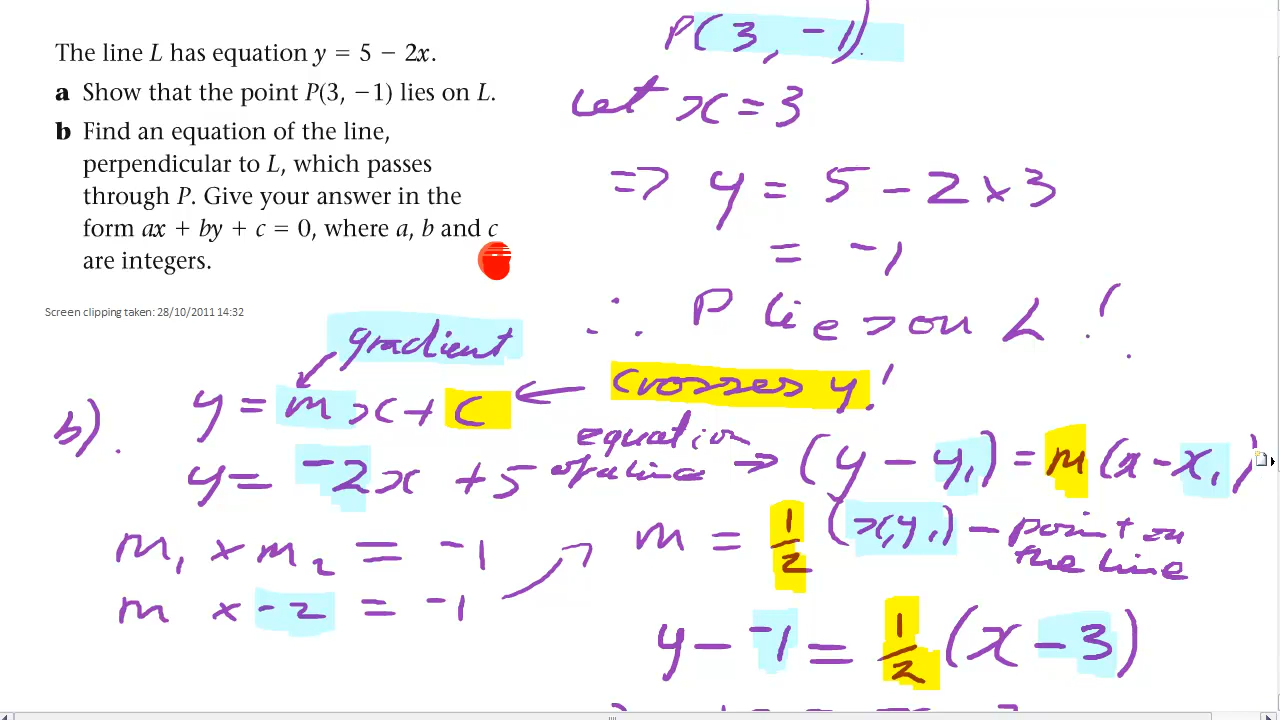 The line L has equation y = 5 − 2x.
a Show that the point P(3, −1) lies on L.
b Find an equation of the line,
perpendicular to L, which passes
through P. Give your answer in the
form ax + by + c = 0, where a, b and c
are integers.
Screen clipping taken: 28/10/2011 14:32
P(3, -1).
Let x = 3
⇒ y = 5 - 2 × 3
= -1
∴ P lies on L!
gradient
b).
y = mx + c ← crosses y!
y = -2x + 5
m₁ × m₂ = -1
m × -2 = -1
equation
of a line → (y - y₁) = m (x - x₁)
m = 1/2 (x₁y₁) - point on
the line
y - -1 = 1/2 (x - 3)